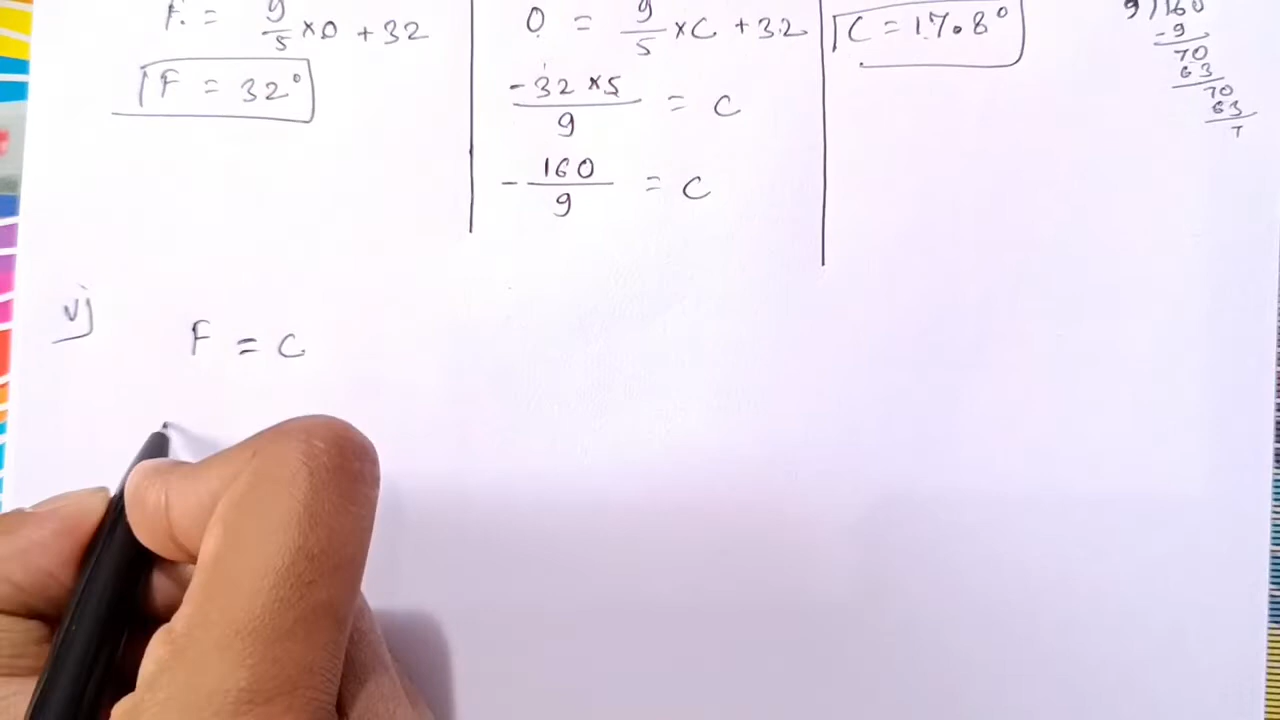 F = 9/5 × 0 + 32
F = 32°
0 = 9/5 × C + 32
-32 × 5 / 9 = C
- 160/9 = C
C = 17.8°
9 ) 160
-9
70
63
70
63
7
v)
F = C